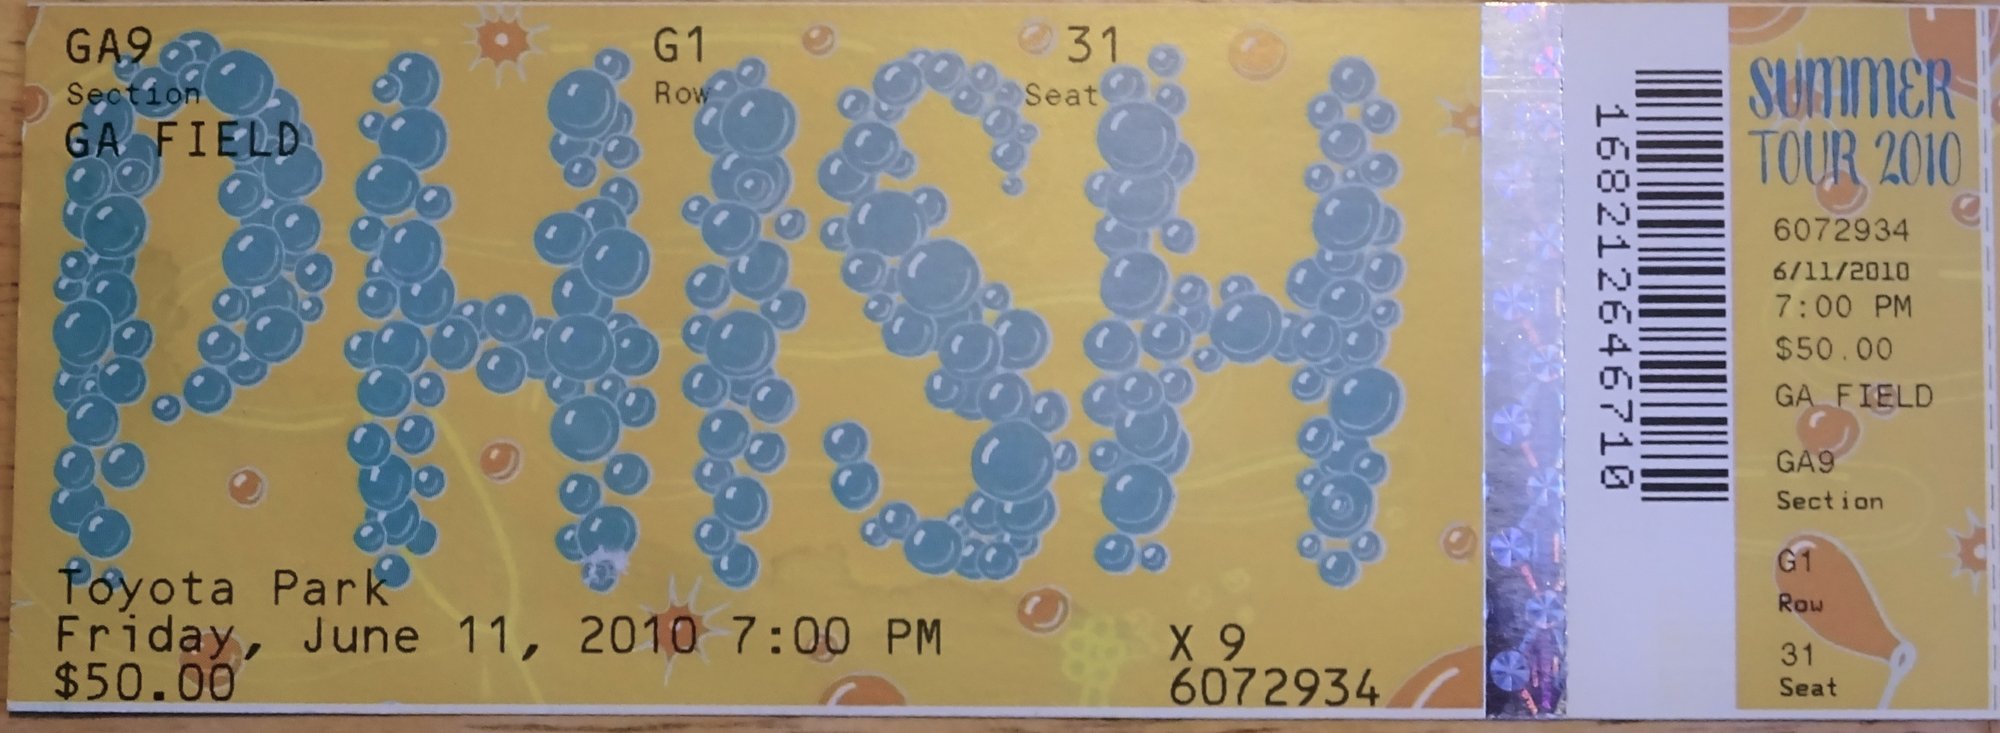 GA9 G1 31
Section Row Seat
GA FIELD
PHISH
Toyota Park
Friday, June 11, 2010 7:00 PM
$50.00
X 9
6072934
168212646710
SUMMER
TOUR 2010
6072934
6/11/2010
7:00 PM
$50.00
GA FIELD
GA9
Section
G1
Row
31
Seat